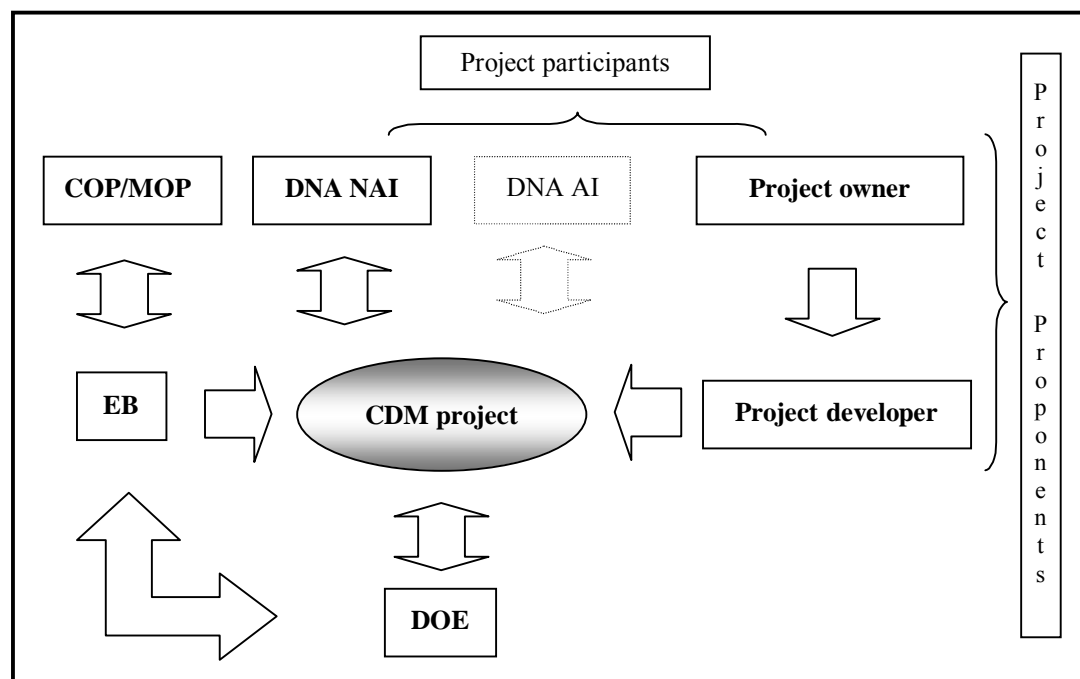 Project participants
COP/MOP
DNA NAI
DNA AI
Project owner
EB
CDM project
Project developer
DOE
Project Proponents